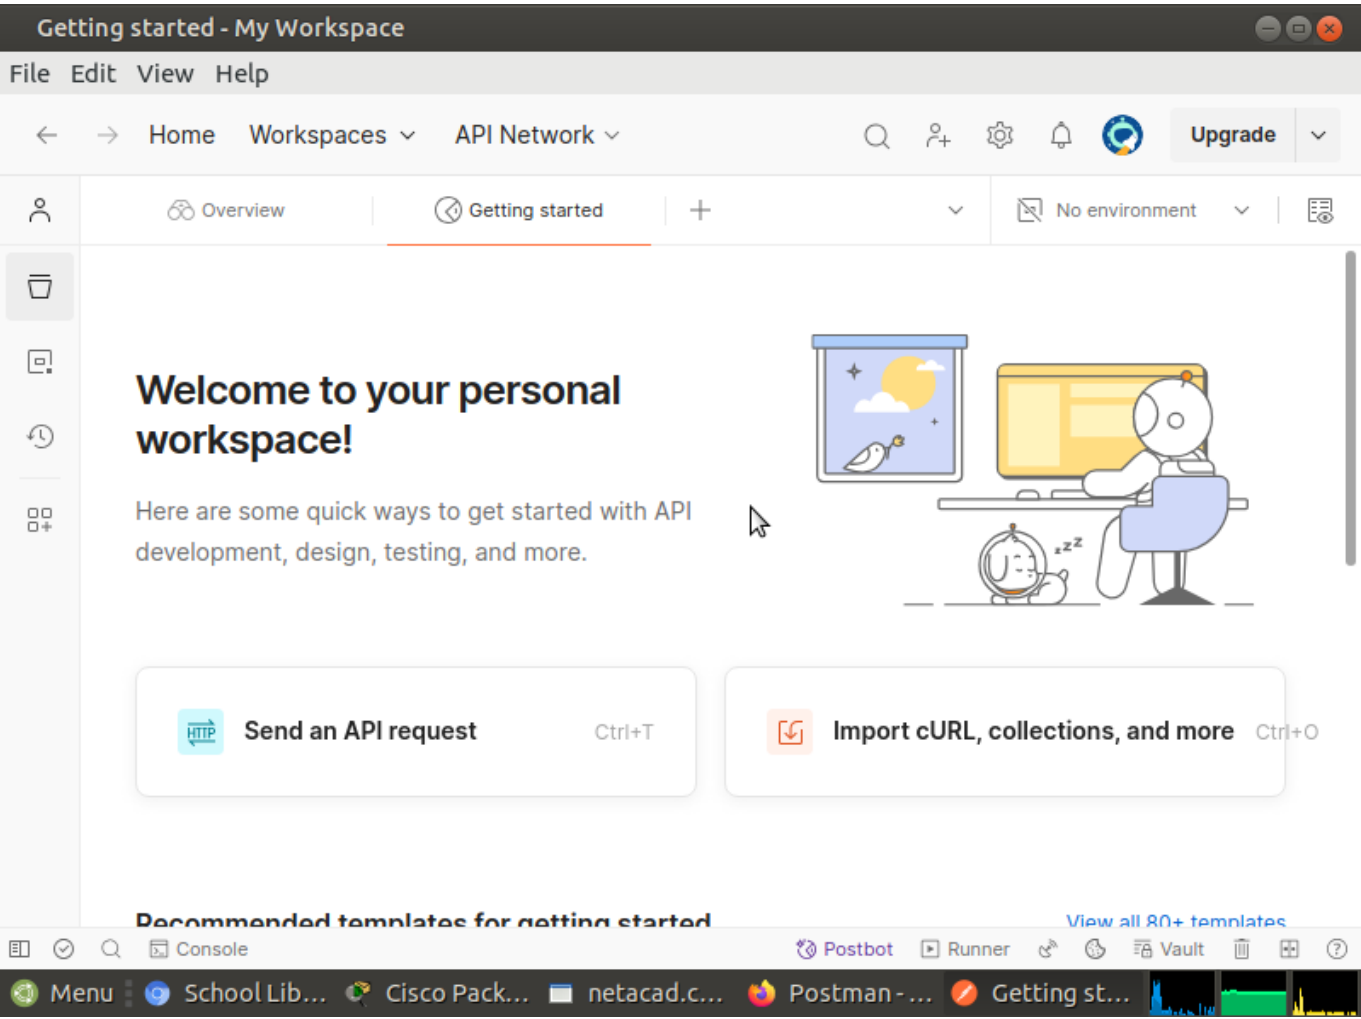 Getting started - My Workspace
File Edit View Help
Home Workspaces API Network Upgrade
Overview Getting started No environment
Welcome to your personal
workspace!
Here are some quick ways to get started with API
development, design, testing, and more.
zzZ
HTTP Send an API request Ctrl+T
Import cURL, collections, and more Ctrl+O
Recommended templates for getting started View all 80+ templates
Console Postbot Runner Vault
Menu School Lib... Cisco Pack... netacad.c... Postman - ... Getting st...